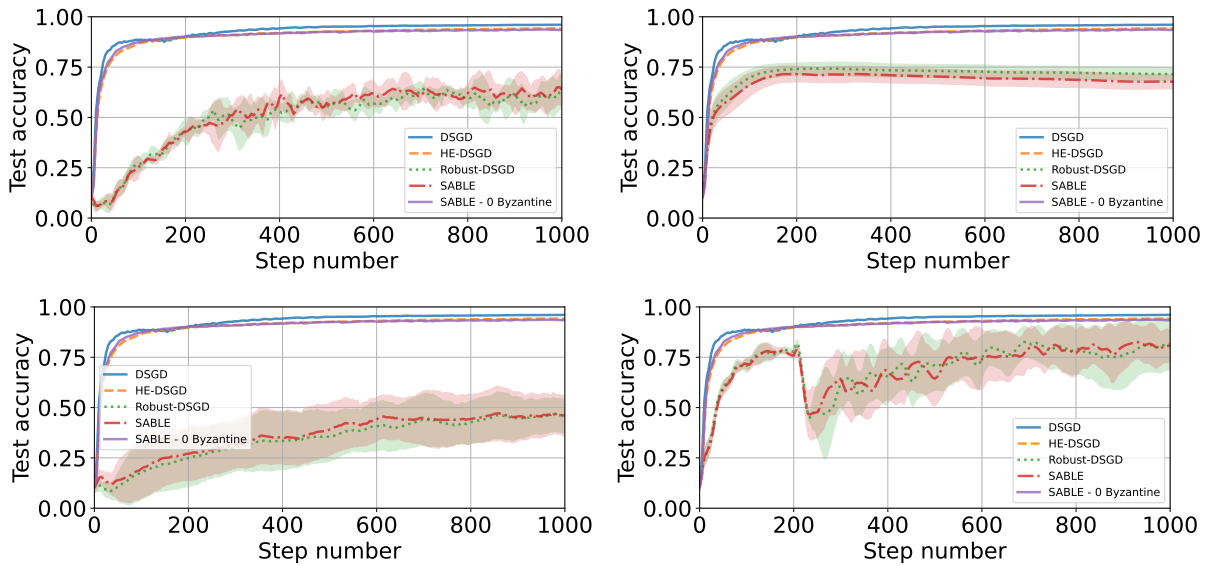 1.00
0.75
0.50
0.25
0.00
Test accuracy
DSGD
HE-DSGD
Robust-DSGD
SABLE
SABLE - 0 Byzantine
0 200 400 600 800 1000
Step number
1.00
0.75
0.50
0.25
0.00
Test accuracy
DSGD
HE-DSGD
Robust-DSGD
SABLE
SABLE - 0 Byzantine
0 200 400 600 800 1000
Step number
1.00
0.75
0.50
0.25
0.00
Test accuracy
DSGD
HE-DSGD
Robust-DSGD
SABLE
SABLE - 0 Byzantine
0 200 400 600 800 1000
Step number
1.00
0.75
0.50
0.25
0.00
Test accuracy
DSGD
HE-DSGD
Robust-DSGD
SABLE
SABLE - 0 Byzantine
0 200 400 600 800 1000
Step number